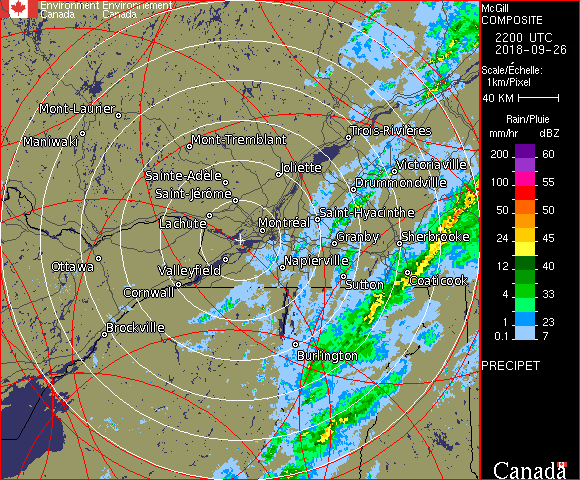 Environment Environnement
Canada Canada
McGill
COMPOSITE
2200 UTC
2018-09-26
Scale/Échelle:
1km/Pixel
40 KM
Rain/Pluie
mm/hr dBZ
200 60
100 55
50 50
24 45
12 40
4 33
1 23
0.1 7
PRECIPET
Canada
Mont-Laurier
Maniwaki
Mont-Tremblant
Trois-Rivières
Sainte-Adèle
Joliette
Victoriaville
Saint-Jérôme
Drummondville
Lachute
Montréal
Saint-Hyacinthe
Granby
Sherbrooke
Ottawa
Valleyfield
Napierville
Cornwall
Sutton
Coaticook
Brockville
Burlington